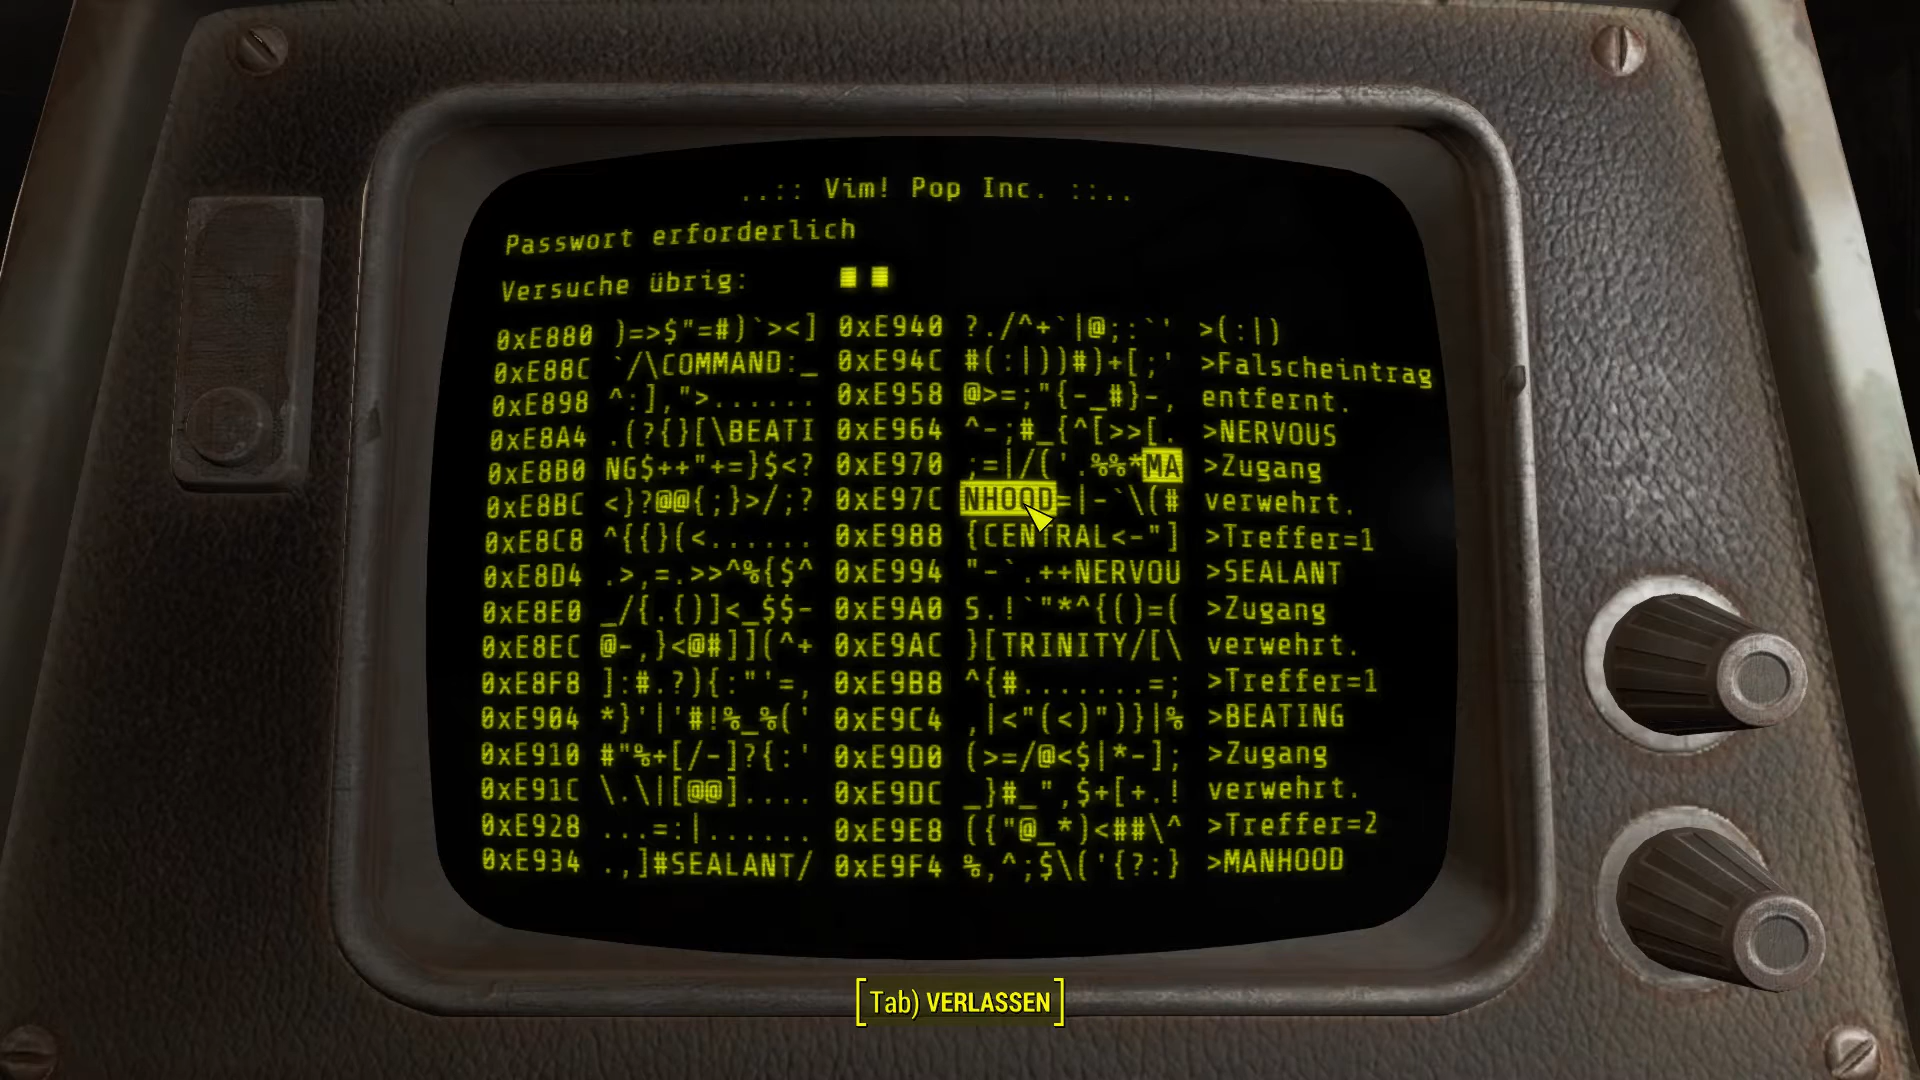 ..:: Vim! Pop Inc. ::..
Passwort erforderlich
Versuche übrig:
0xE880 )=>$"=#)`><] 0xE940 ?./^+`|@;:`' >(:|)
0xE88C `/\COMMAND:_ 0xE94C #(:|))#)+[;' >Falscheintrag
0xE898 ^:],">...... 0xE958 @>=;"{-_#}-, entfernt.
0xE8A4 .(?{}[\BEATI 0xE964 ^-;#_{^[>>[. >NERVOUS
0xE8B0 NG$++"+=}$<? 0xE970 ;=|/('.%%*MA >Zugang
0xE8BC <}?@@{;}>/;? 0xE97C NHOOD=|-`\(# verwehrt.
0xE8C8 ^{{}(<...... 0xE988 {CENTRAL<-"] >Treffer=1
0xE8D4 .>,=.>>^%{$^ 0xE994 "-`.++NERVOU >SEALANT
0xE8E0 _/{.{)]<_$$- 0xE9A0 S.!`"*^{()=( >Zugang
0xE8EC @-,}<@#]](^+ 0xE9AC }[TRINITY/[\ verwehrt.
0xE8F8 ]:#.?){:"'=, 0xE9B8 ^{#.......=; >Treffer=1
0xE904 *}'|'#!%_%(' 0xE9C4 ,|<"(<)")}|% >BEATING
0xE910 #"%+[/-]?{:' 0xE9D0 (>=/@<$|*-]; >Zugang
0xE91C \.\|[@@].... 0xE9DC _}#_",$+[+.! verwehrt.
0xE928 ...=:|...... 0xE9E8 ({"@_*)<##\^ >Treffer=2
0xE934 .,]#SEALANT/ 0xE9F4 %,^;$\('{?:} >MANHOOD
[Tab) VERLASSEN]